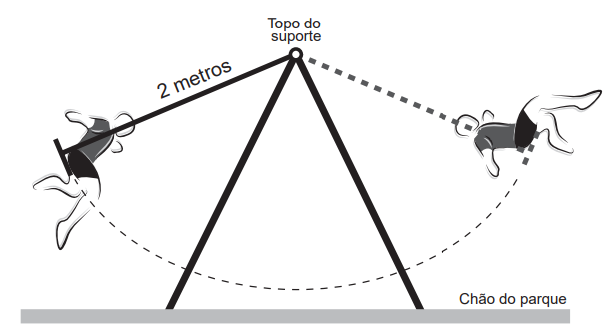 Topo do
suporte
2 metros
Chão do parque